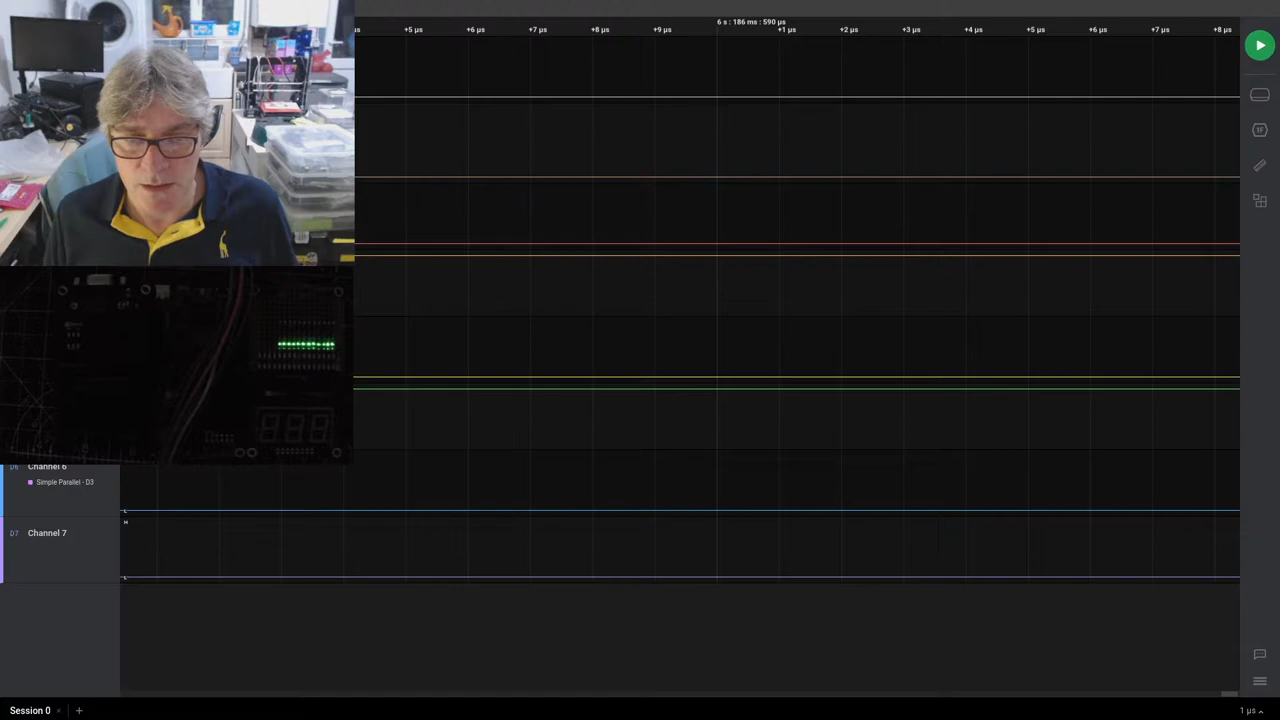 6 s : 186 ms : 590 µs
+5 µs +6 µs +7 µs +8 µs +9 µs +1 µs +2 µs +3 µs +4 µs +5 µs +6 µs +7 µs +8 µs
D6 Channel 6
Simple Parallel - D3
L
H
D7 Channel 7
L
Session 0
1 µs